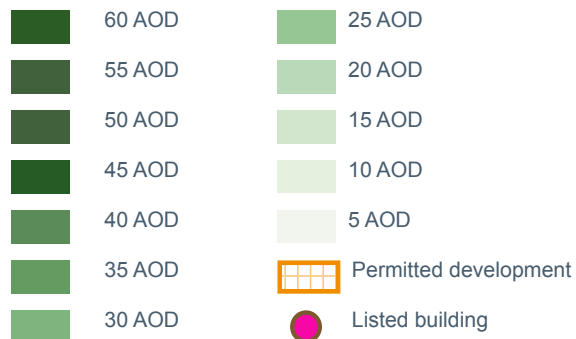 60 AOD
55 AOD
50 AOD
45 AOD
40 AOD
35 AOD
30 AOD
25 AOD
20 AOD
15 AOD
10 AOD
5 AOD
Permitted development
Listed building